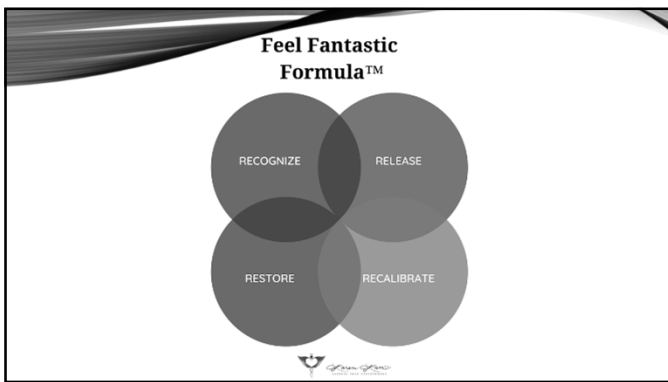 Feel Fantastic
Formula™
RECOGNIZE
RELEASE
RESTORE
RECALIBRATE